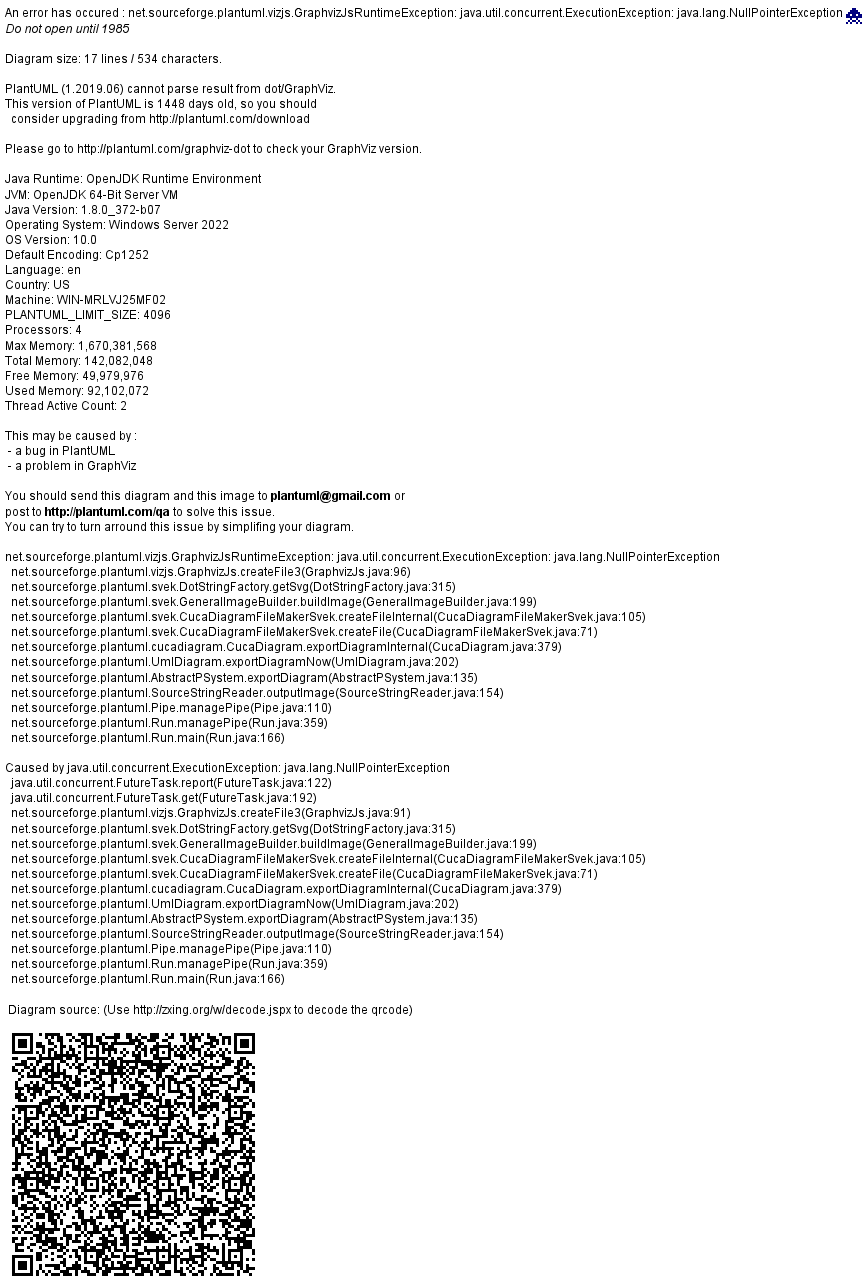 An error has occured : net.sourceforge.plantuml.vizjs.GraphvizJsRuntimeException: java.util.concurrent.ExecutionException: java.lang.NullPointerException
Do not open until 1985
Diagram size: 17 lines / 534 characters.
PlantUML (1.2019.06) cannot parse result from dot/GraphViz.
This version of PlantUML is 1448 days old, so you should
consider upgrading from http://plantuml.com/download
Please go to http://plantuml.com/graphviz-dot to check your GraphViz version.
Java Runtime: OpenJDK Runtime Environment
JVM: OpenJDK 64-Bit Server VM
Java Version: 1.8.0_372-b07
Operating System: Windows Server 2022
OS Version: 10.0
Default Encoding: Cp1252
Language: en
Country: US
Machine: WIN-MRLVJ25MF02
PLANTUML_LIMIT_SIZE: 4096
Processors: 4
Max Memory: 1,670,381,568
Total Memory: 142,082,048
Free Memory: 49,979,976
Used Memory: 92,102,072
Thread Active Count: 2
This may be caused by :
- a bug in PlantUML
- a problem in GraphViz
You should send this diagram and this image to plantuml@gmail.com or
post to http://plantuml.com/qa to solve this issue.
You can try to turn arround this issue by simplifing your diagram.
net.sourceforge.plantuml.vizjs.GraphvizJsRuntimeException: java.util.concurrent.ExecutionException: java.lang.NullPointerException
net.sourceforge.plantuml.vizjs.GraphvizJs.createFile3(GraphvizJs.java:96)
net.sourceforge.plantuml.svek.DotStringFactory.getSvg(DotStringFactory.java:315)
net.sourceforge.plantuml.svek.GeneralImageBuilder.buildImage(GeneralImageBuilder.java:199)
net.sourceforge.plantuml.svek.CucaDiagramFileMakerSvek.createFileInternal(CucaDiagramFileMakerSvek.java:105)
net.sourceforge.plantuml.svek.CucaDiagramFileMakerSvek.createFile(CucaDiagramFileMakerSvek.java:71)
net.sourceforge.plantuml.cucadiagram.CucaDiagram.exportDiagramInternal(CucaDiagram.java:379)
net.sourceforge.plantuml.UmlDiagram.exportDiagramNow(UmlDiagram.java:202)
net.sourceforge.plantuml.AbstractPSystem.exportDiagram(AbstractPSystem.java:135)
net.sourceforge.plantuml.SourceStringReader.outputImage(SourceStringReader.java:154)
net.sourceforge.plantuml.Pipe.managePipe(Pipe.java:110)
net.sourceforge.plantuml.Run.managePipe(Run.java:359)
net.sourceforge.plantuml.Run.main(Run.java:166)
Caused by java.util.concurrent.ExecutionException: java.lang.NullPointerException
java.util.concurrent.FutureTask.report(FutureTask.java:122)
java.util.concurrent.FutureTask.get(FutureTask.java:192)
net.sourceforge.plantuml.vizjs.GraphvizJs.createFile3(GraphvizJs.java:91)
net.sourceforge.plantuml.svek.DotStringFactory.getSvg(DotStringFactory.java:315)
net.sourceforge.plantuml.svek.GeneralImageBuilder.buildImage(GeneralImageBuilder.java:199)
net.sourceforge.plantuml.svek.CucaDiagramFileMakerSvek.createFileInternal(CucaDiagramFileMakerSvek.java:105)
net.sourceforge.plantuml.svek.CucaDiagramFileMakerSvek.createFile(CucaDiagramFileMakerSvek.java:71)
net.sourceforge.plantuml.cucadiagram.CucaDiagram.exportDiagramInternal(CucaDiagram.java:379)
net.sourceforge.plantuml.UmlDiagram.exportDiagramNow(UmlDiagram.java:202)
net.sourceforge.plantuml.AbstractPSystem.exportDiagram(AbstractPSystem.java:135)
net.sourceforge.plantuml.SourceStringReader.outputImage(SourceStringReader.java:154)
net.sourceforge.plantuml.Pipe.managePipe(Pipe.java:110)
net.sourceforge.plantuml.Run.managePipe(Run.java:359)
net.sourceforge.plantuml.Run.main(Run.java:166)
Diagram source: (Use http://zxing.org/w/decode.jspx to decode the qrcode)